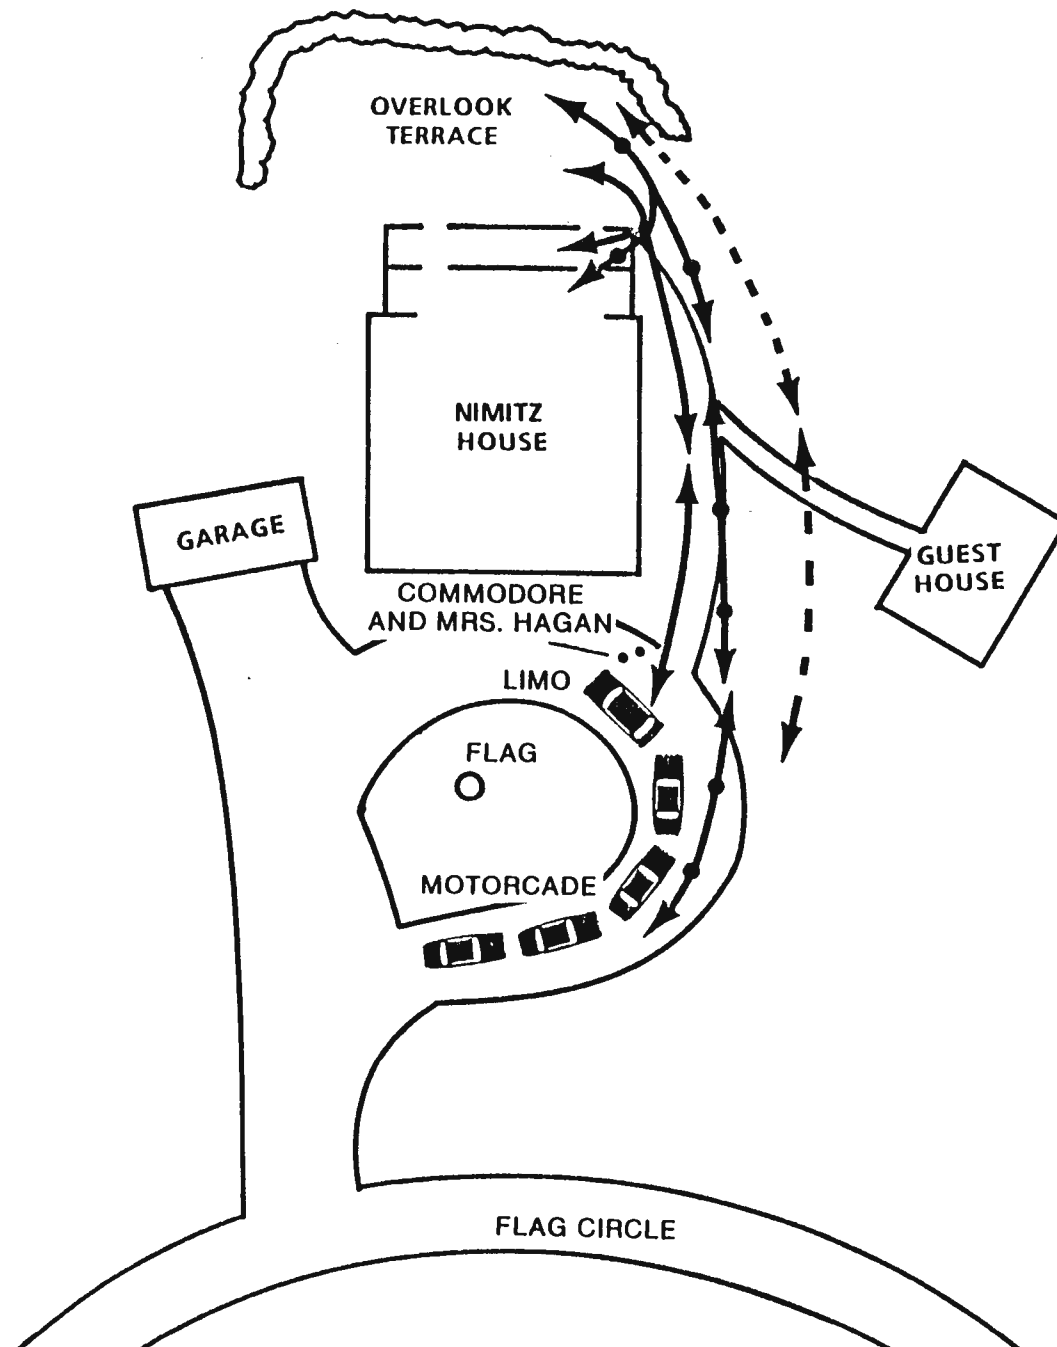 OVERLOOK
TERRACE
NIMITZ
HOUSE
GARAGE
GUEST
HOUSE
COMMODORE
AND MRS. HAGAN
LIMO
FLAG
MOTORCADE
FLAG CIRCLE